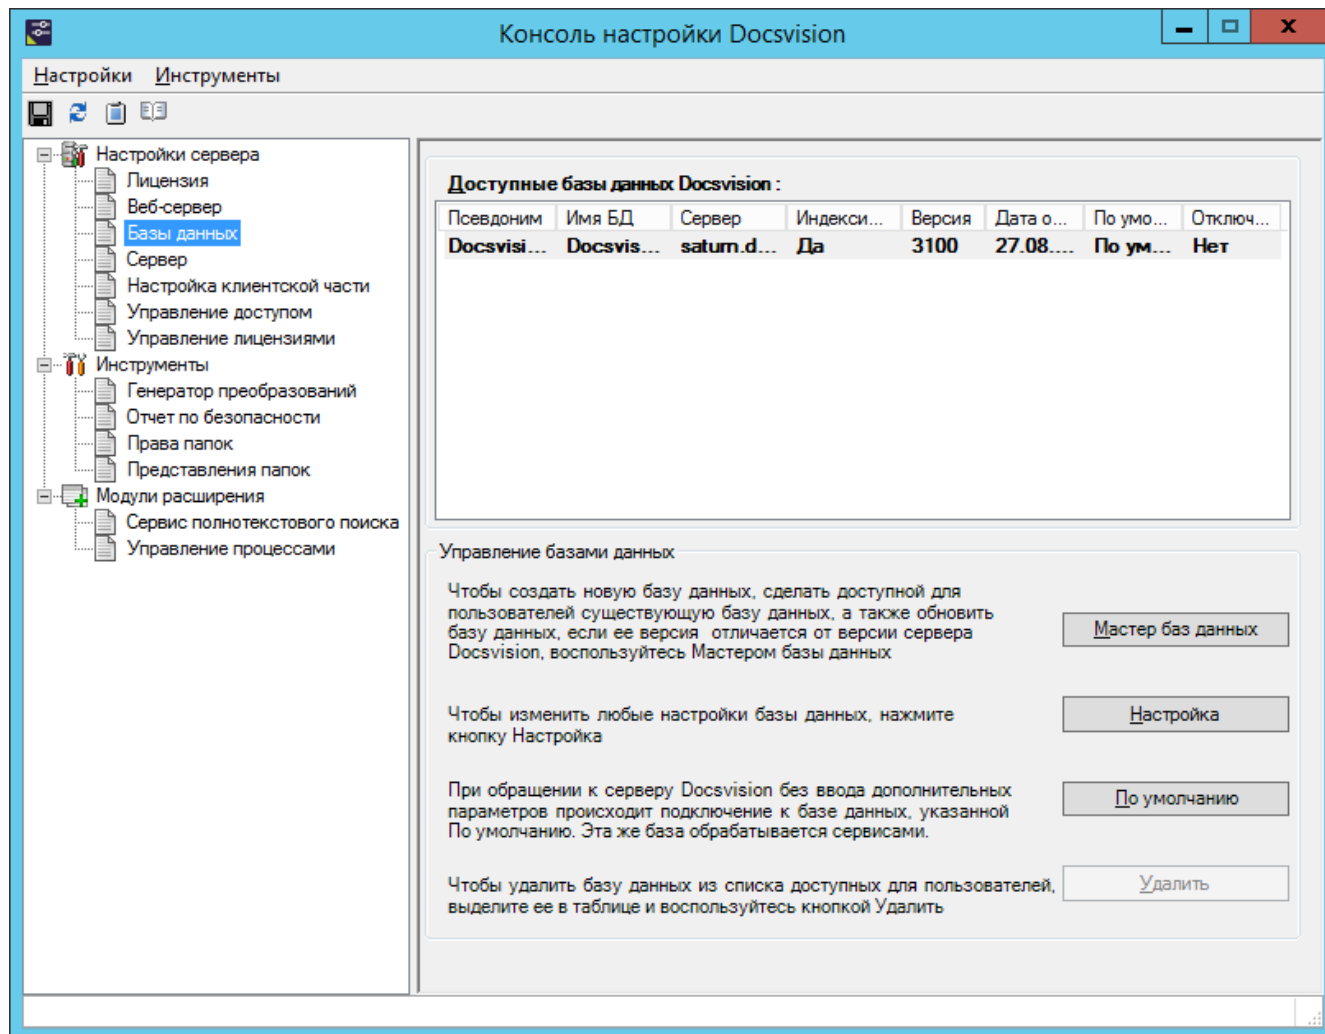 Консоль настройки Docsvision
Настройки Инструменты
Настройки сервера
Лицензия
Веб-сервер
Базы данных
Сервер
Настройка клиентской части
Управление доступом
Управление лицензиями
Инструменты
Генератор преобразований
Отчет по безопасности
Права папок
Представления папок
Модули расширения
Сервис полнотекстового поиска
Управление процессами
Доступные базы данных Docsvision :
Псевдоним Имя БД Сервер Индекси... Версия Дата о... По умо... Отключ...
Docsvisi... Docsvis... saturn.d... Да 3100 27.08.... По ум... Нет
Управление базами данных
Чтобы создать новую базу данных, сделать доступной для
пользователей существующую базу данных, а также обновить
базу данных, если ее версия отличается от версии сервера
Docsvision, воспользуйтесь Мастером базы данных
Мастер баз данных
Чтобы изменить любые настройки базы данных, нажмите
кнопку Настройка
Настройка
При обращении к серверу Docsvision без ввода дополнительных
параметров происходит подключение к базе данных, указанной
По умолчанию. Эта же база обрабатывается сервисами.
По умолчанию
Чтобы удалить базу данных из списка доступных для пользователей,
выделите ее в таблице и воспользуйтесь кнопкой Удалить
Удалить